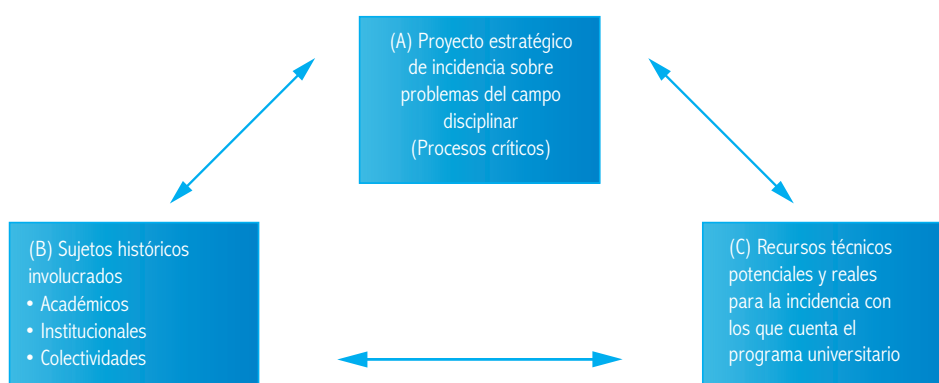 (A) Proyecto estratégico
de incidencia sobre
problemas del campo
disciplinar
(Procesos críticos)
(B) Sujetos históricos
involucrados
• Académicos
• Institucionales
• Colectividades
(C) Recursos técnicos
potenciales y reales
para la incidencia con
los que cuenta el
programa universitario